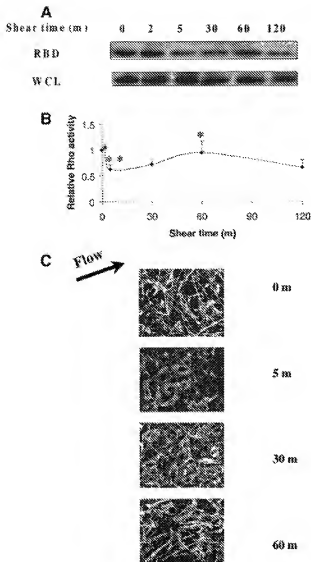 A
Shear time (m) 0 2 5 30 60 120
RBD
WCL
B
Relative Rho activity
1.5
1
0.5
0
0 30 60 90 120
* * *
Shear time (m)
C
Flow
0 m
5 m
30 m
60 m